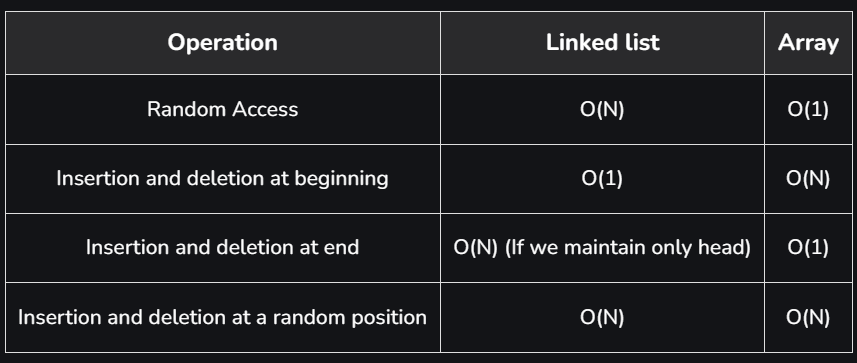 Operation Linked list Array
Random Access O(N) O(1)
Insertion and deletion at beginning O(1) O(N)
Insertion and deletion at end O(N) (If we maintain only head) O(1)
Insertion and deletion at a random position O(N) O(N)